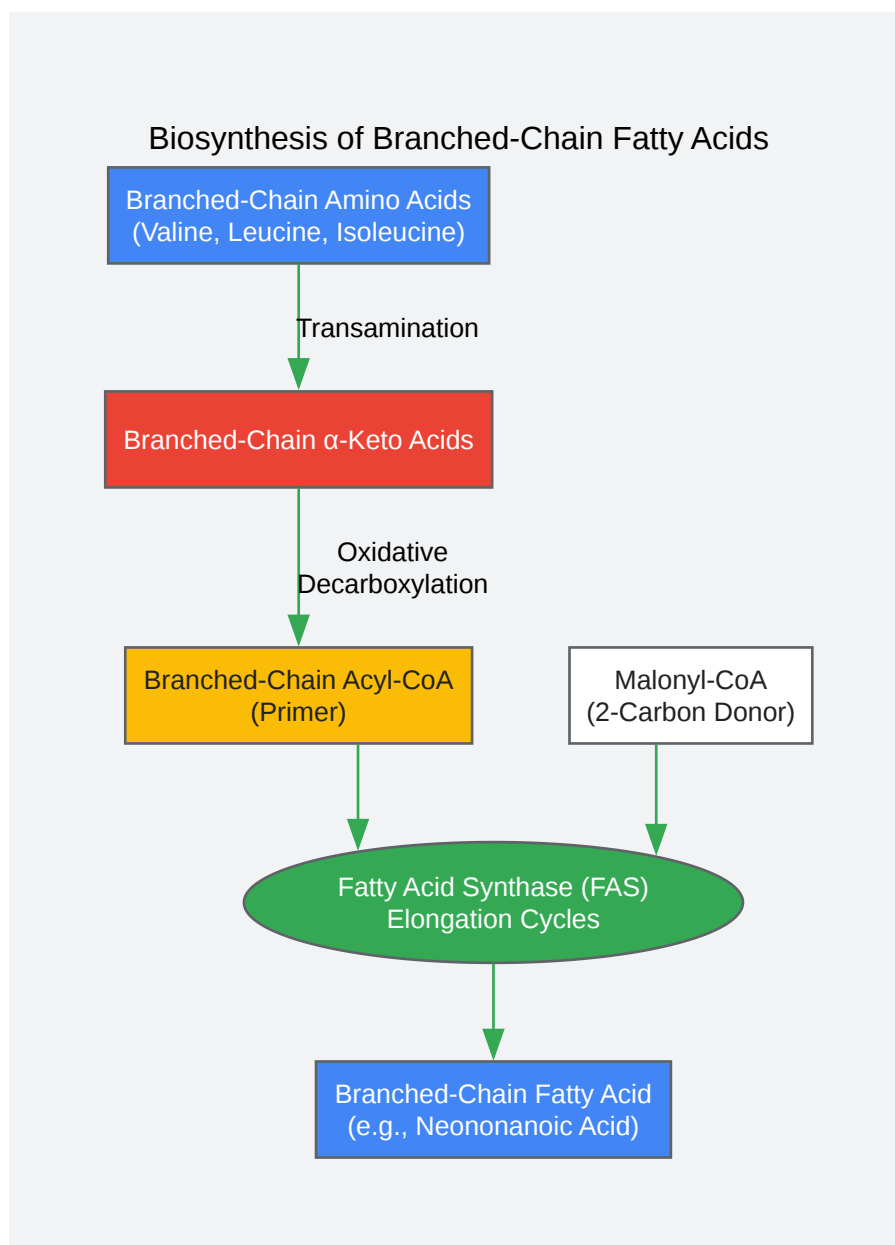 Biosynthesis of Branched-Chain Fatty Acids
Branched-Chain Amino Acids
(Valine, Leucine, Isoleucine)
Transamination
Branched-Chain α-Keto Acids
Oxidative
Decarboxylation
Branched-Chain Acyl-CoA
(Primer)
Malonyl-CoA
(2-Carbon Donor)
Fatty Acid Synthase (FAS)
Elongation Cycles
Branched-Chain Fatty Acid
(e.g., Neononanoic Acid)